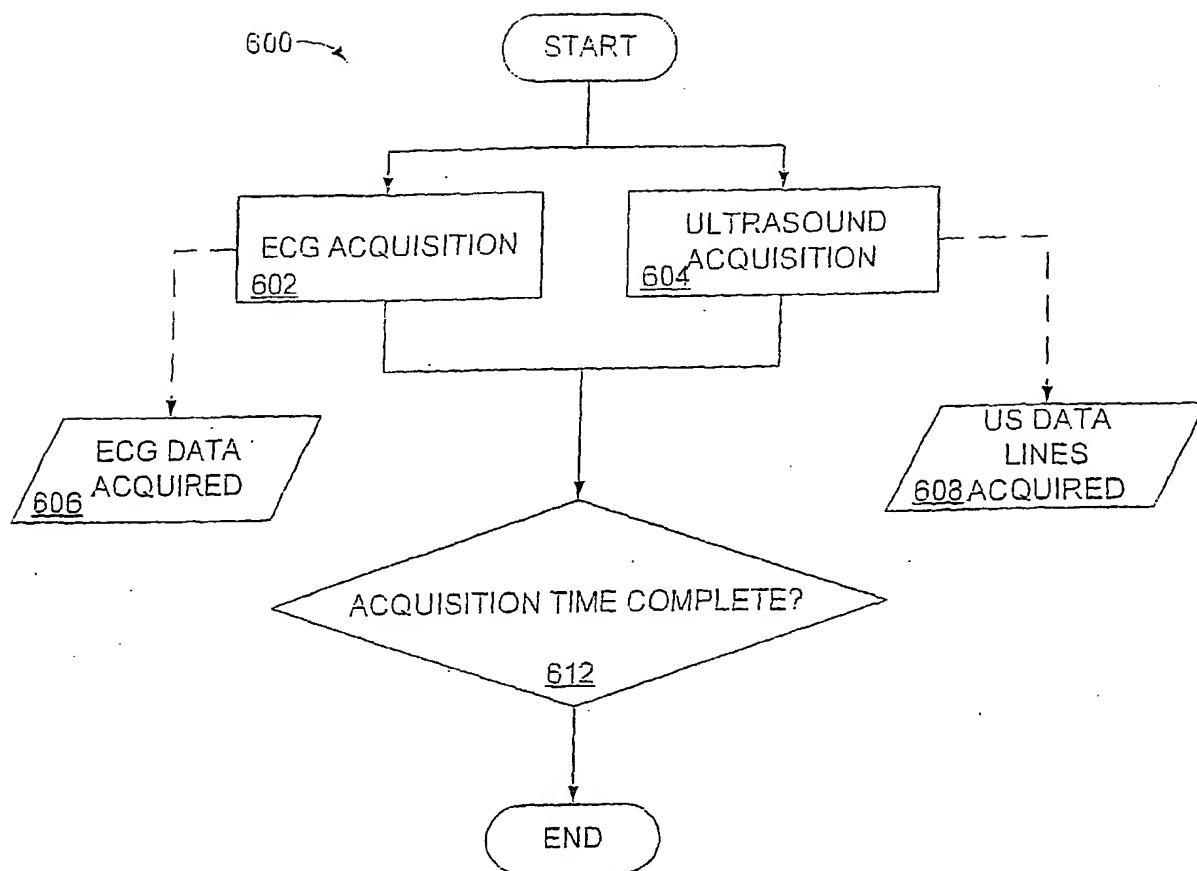 600
START
ECG ACQUISITION
602
ULTRASOUND
ACQUISITION
604
ECG DATA
ACQUIRED
606
US DATA
LINES
608 ACQUIRED
ACQUISITION TIME COMPLETE?
612
END